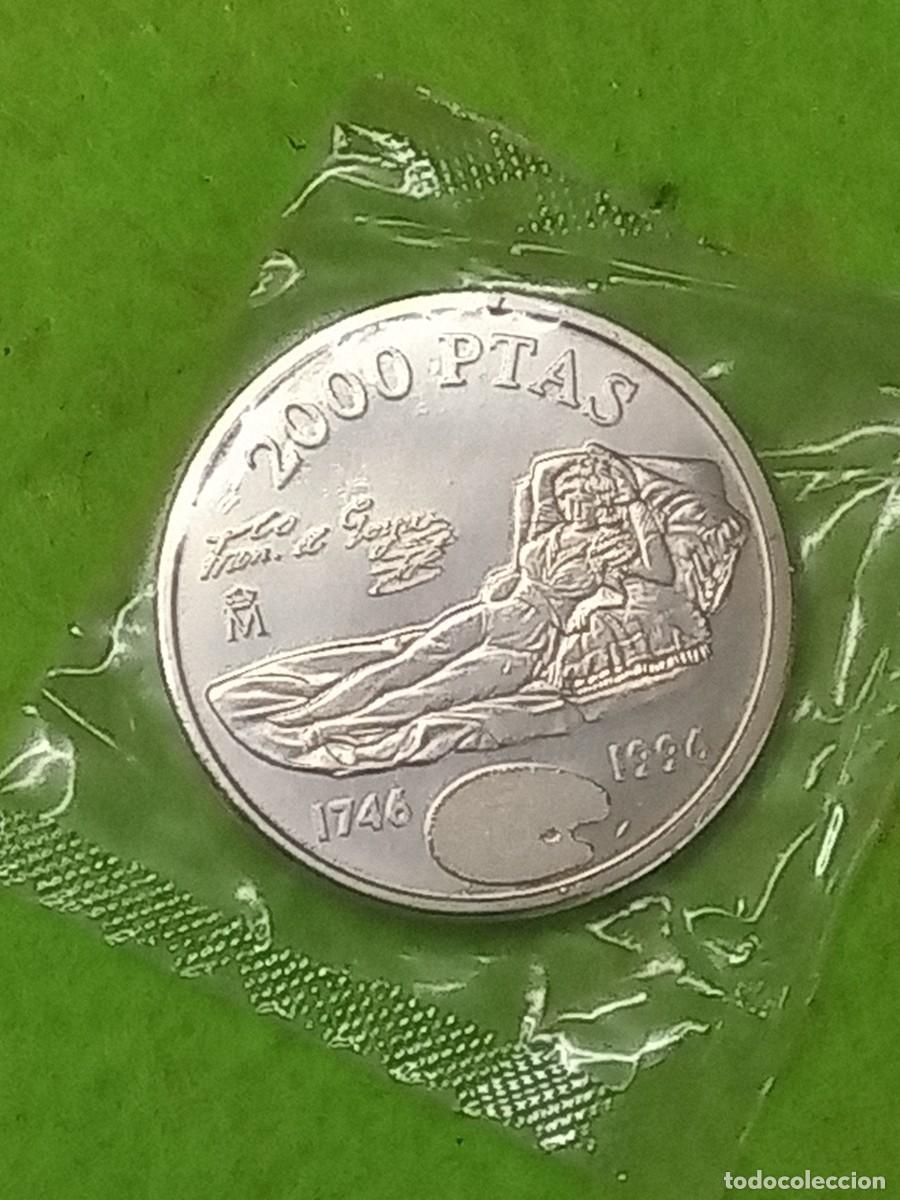 2000 PTAS
Fran.co de Goya
M
1746
1996
todocoleccion